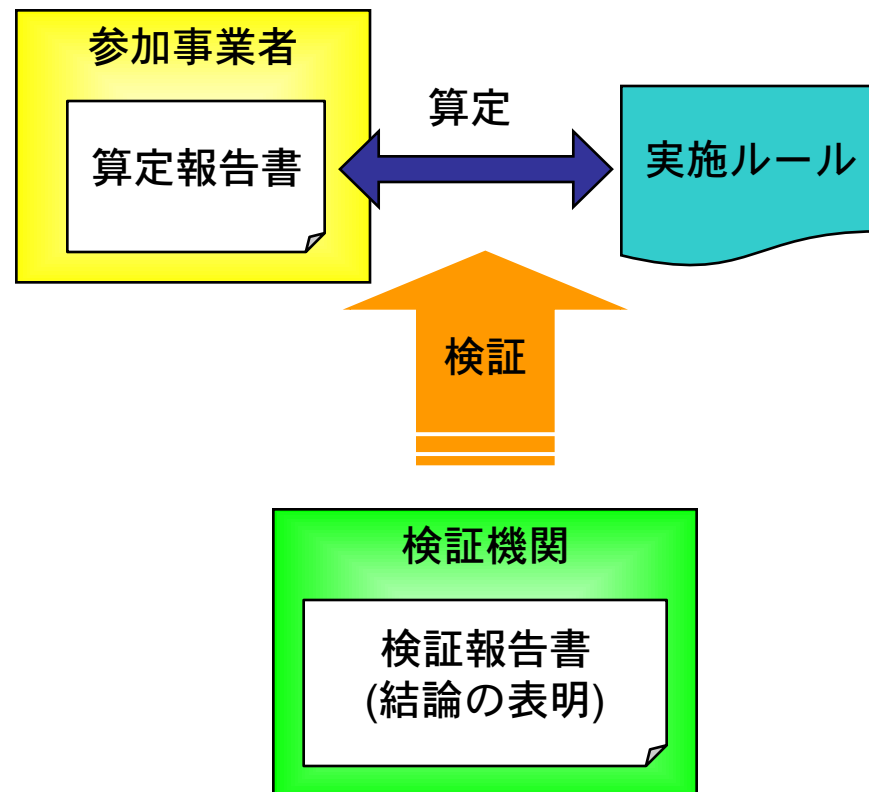 参加事業者
算定報告書
算定
実施ルール
検証
検証機関
検証報告書
(結論の表明)